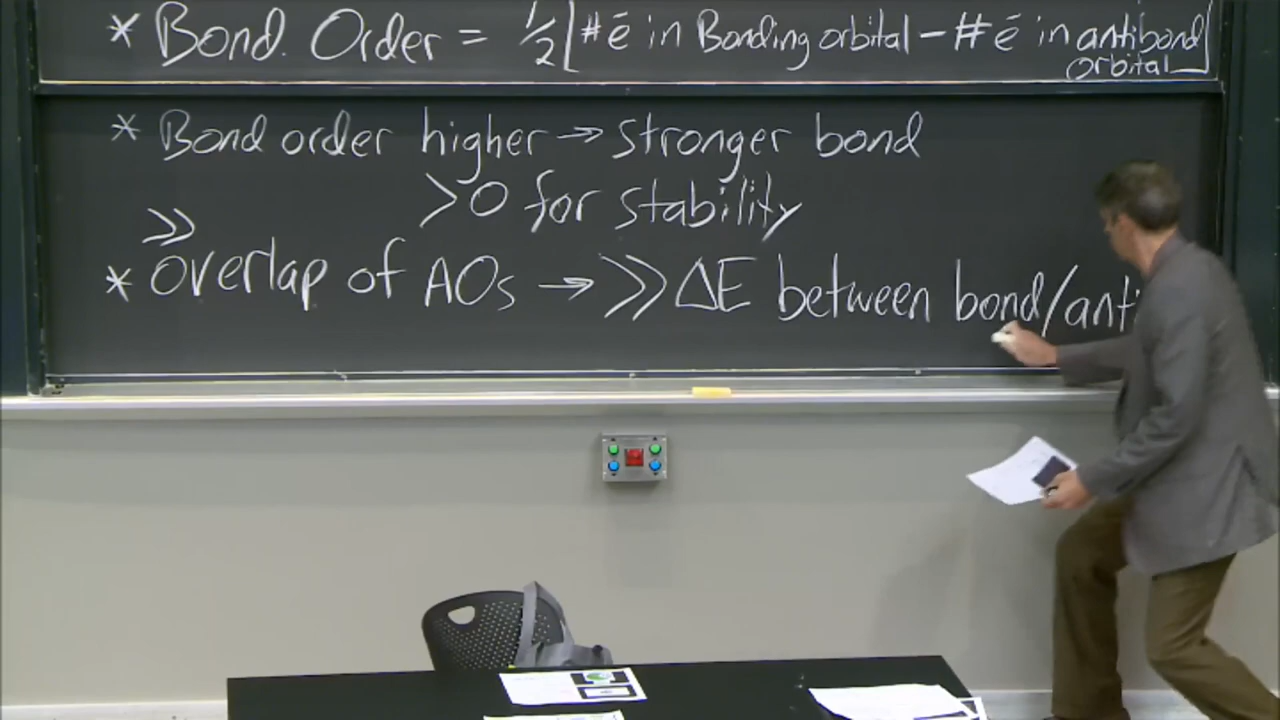 * Bond Order = 1/2 [# ē in Bonding orbital - # ē in antibond
orbital]
* Bond order higher → stronger bond
>0 for stability
>>
* Overlap of AOs → >> ΔE between bond/anti